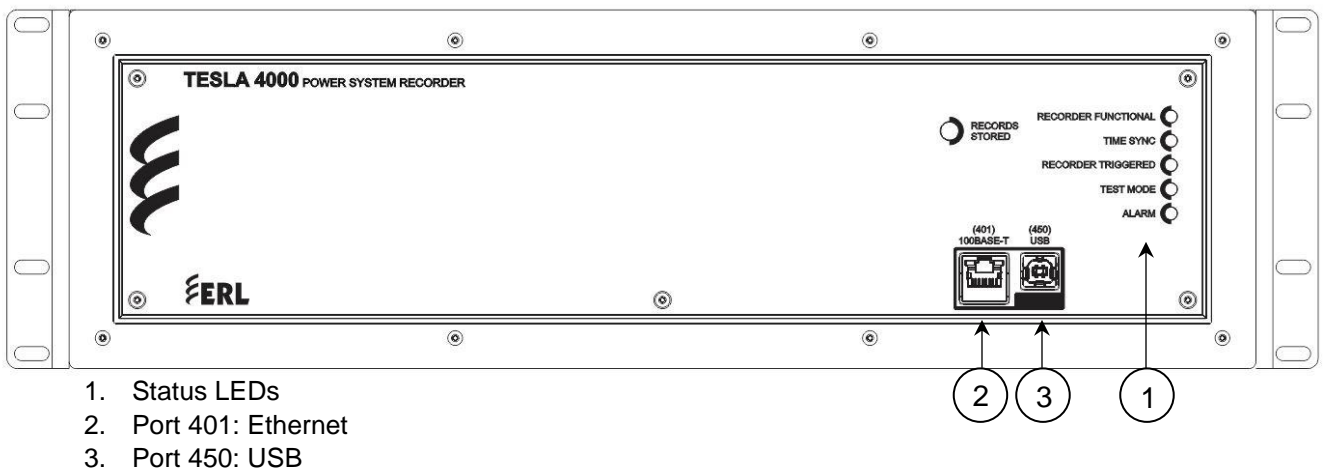 TESLA 4000 POWER SYSTEM RECORDER
RECORDS
STORED
RECORDER FUNCTIONAL
TIME SYNC
RECORDER TRIGGERED
TEST MODE
ALARM
(401)
100BASE-T
(450)
USB
ERL
2
3
1
1. Status LEDs
2. Port 401: Ethernet
3. Port 450: USB